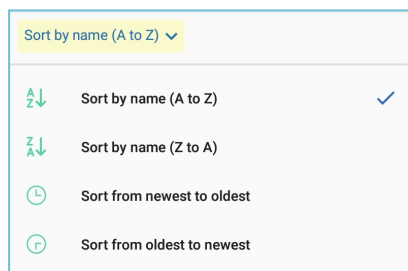 Sort by name (A to Z)
A
Z
Sort by name (A to Z)
Z
A
Sort by name (Z to A)
Sort from newest to oldest
Sort from oldest to newest